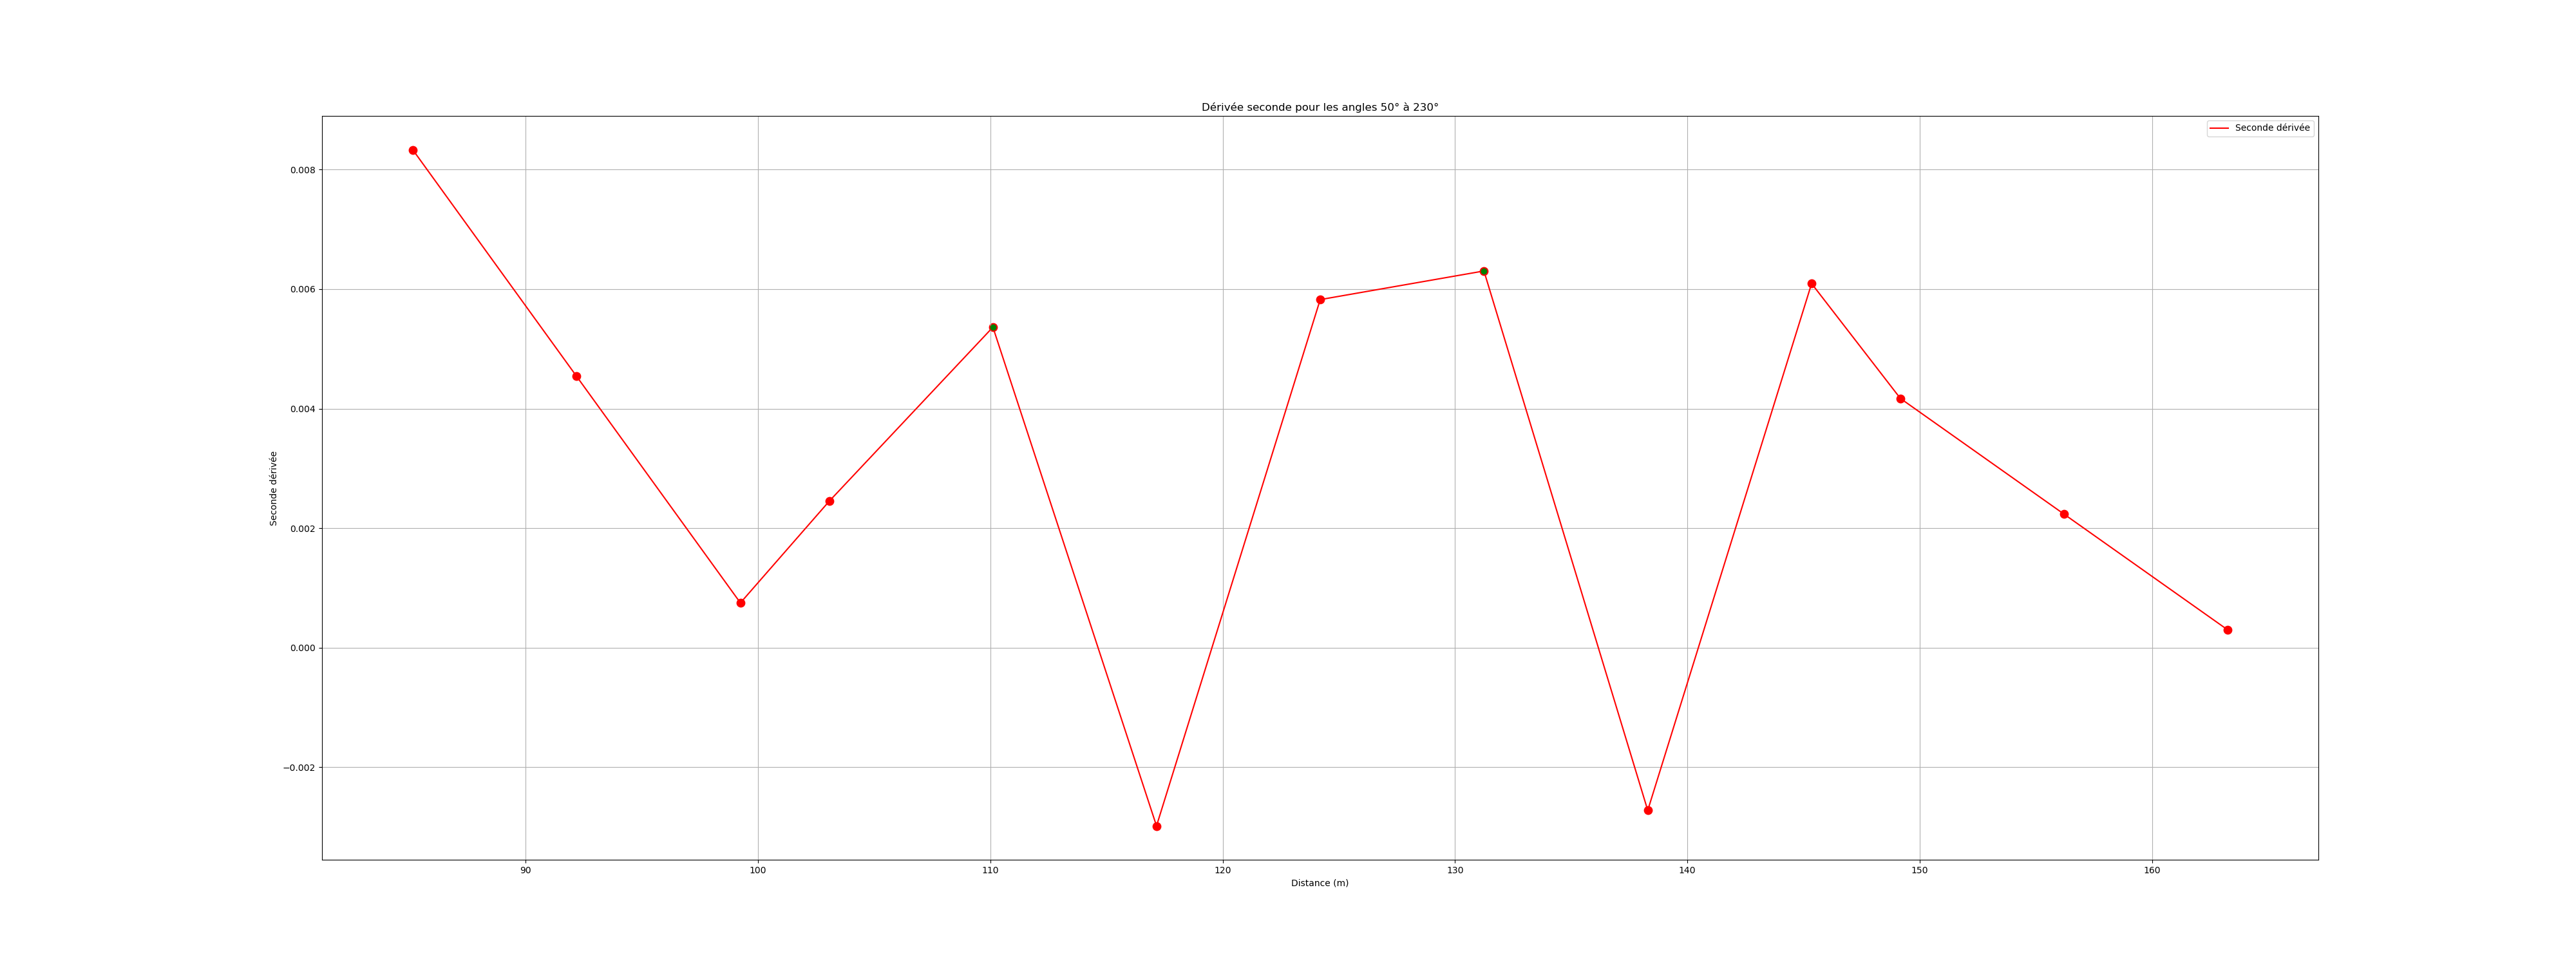 Dérivée seconde pour les angles 50° à 230°
Seconde dérivée
0.008
0.006
0.004
0.002
0.000
−0.002
Seconde dérivée
90 100 110 120 130 140 150 160
Distance (m)